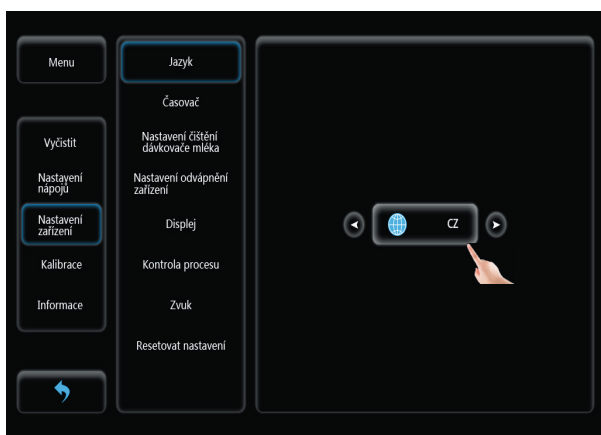 Menu
Vyčistit
Nastavení
nápojů
Nastavení
zařízení
Kalibrace
Informace
Jazyk
Časovač
Nastavení čištění
dávkovače mléka
Nastavení odvápnění
zařízení
Displej
Kontrola procesu
Zvuk
Resetovat nastavení
CZ